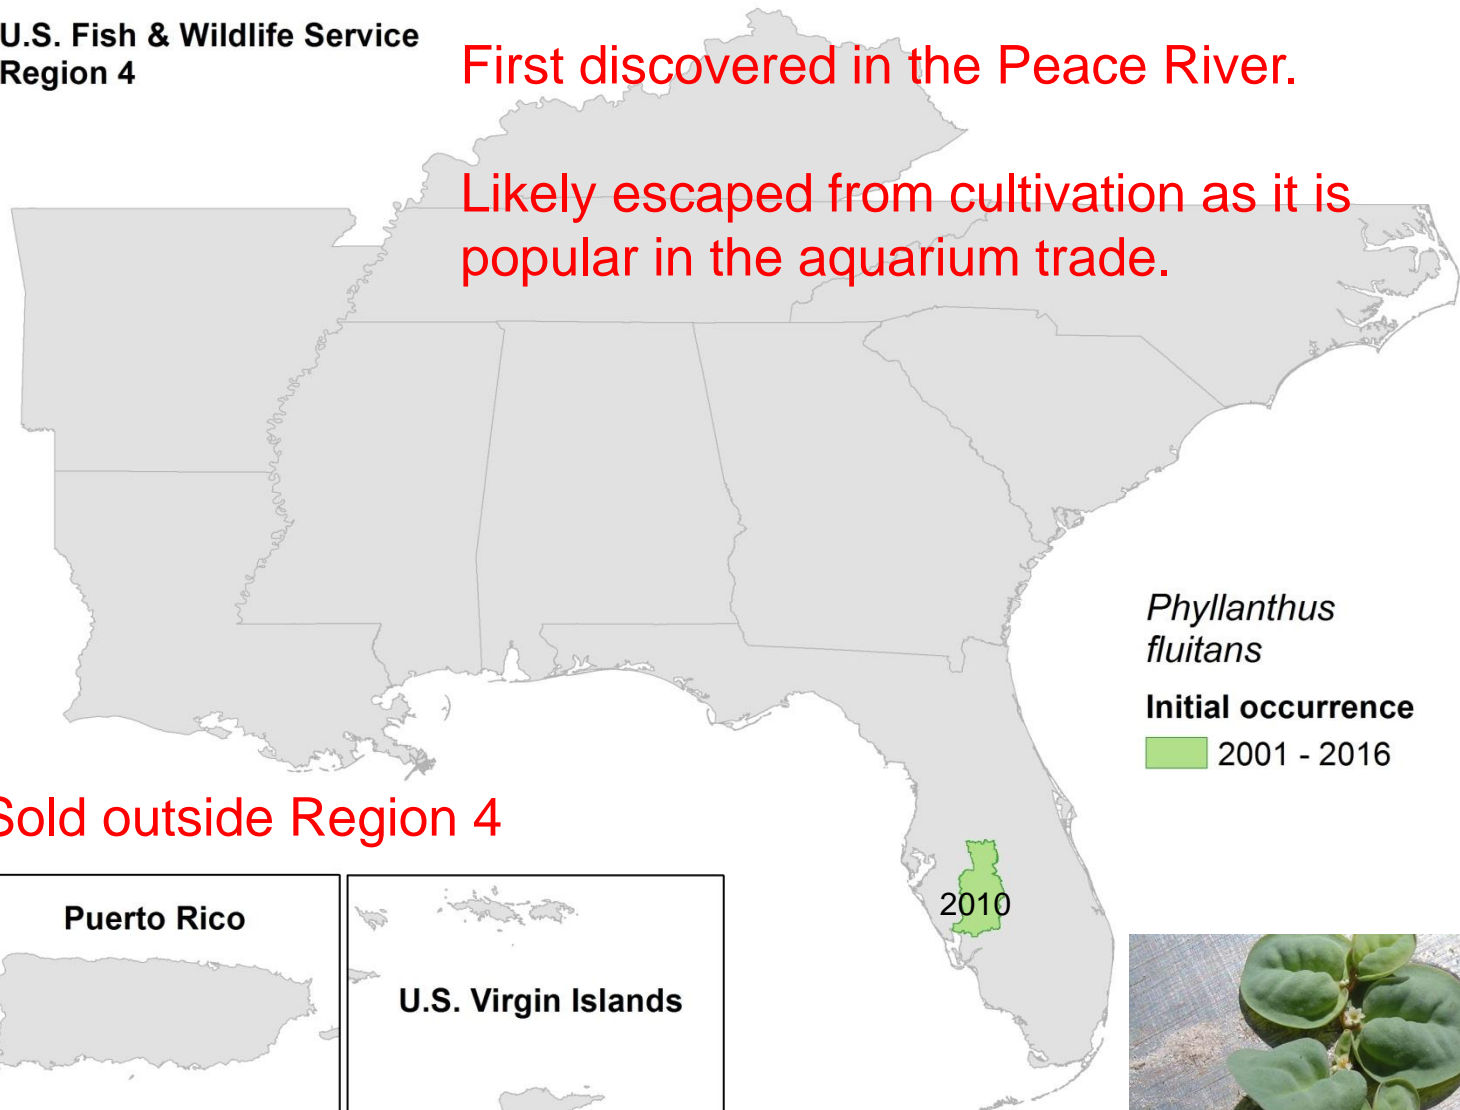 U.S. Fish & Wildlife Service
Region 4
First discovered in the Peace River.
Likely escaped from cultivation as it is
popular in the aquarium trade.
Phyllanthus
fluitans
Initial occurrence
2001 - 2016
Sold outside Region 4
2010
Puerto Rico
U.S. Virgin Islands